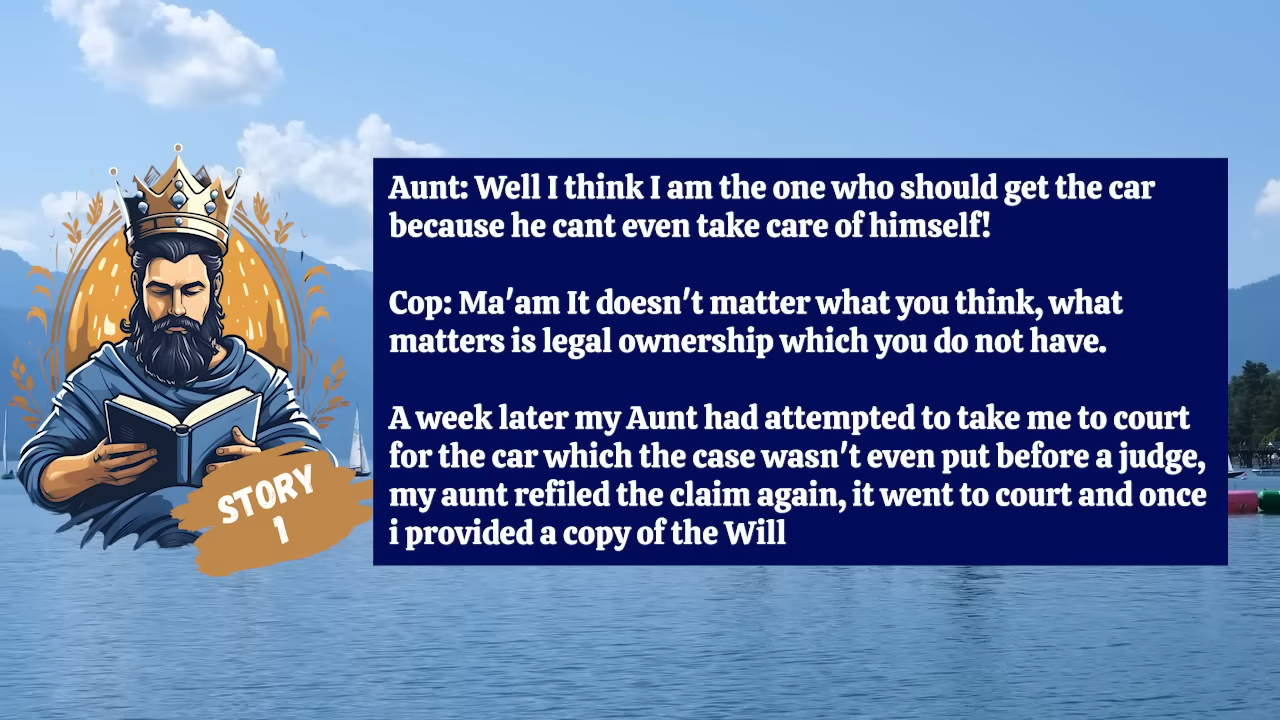 Aunt: Well I think I am the one who should get the car
because he cant even take care of himself!
Cop: Ma'am It doesn't matter what you think, what
matters is legal ownership which you do not have.
A week later my Aunt had attempted to take me to court
for the car which the case wasn't even put before a judge,
my aunt refiled the claim again, it went to court and once
i provided a copy of the Will
STORY
1